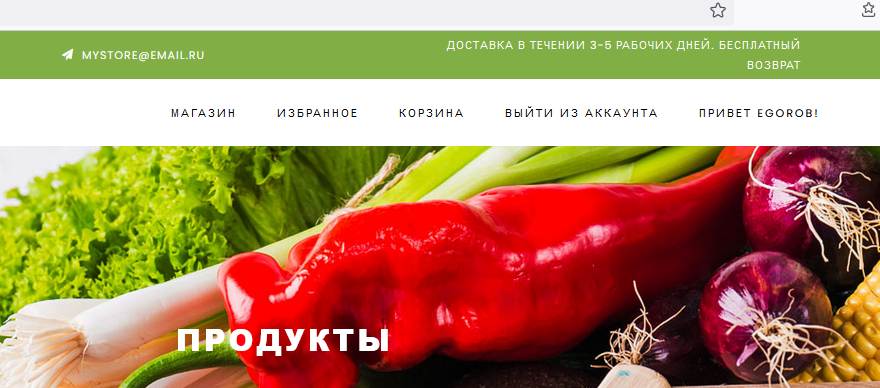 MYSTORE@EMAIL.RU
ДОСТАВКА В ТЕЧЕНИИ 3-5 РАБОЧИХ ДНЕЙ. БЕСПЛАТНЫЙ
ВОЗВРАТ
МАГАЗИН ИЗБРАННОЕ КОРЗИНА ВЫЙТИ ИЗ АККАУНТА ПРИВЕТ EGOROB!
ПРОДУКТЫ